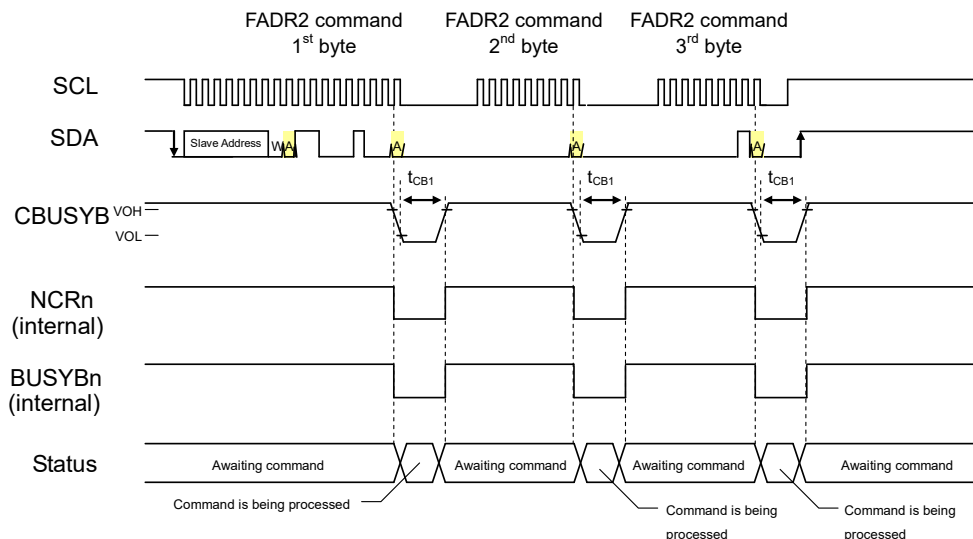 FADR2 command
1st byte
FADR2 command
2nd byte
FADR2 command
3rd byte
SCL
SDA
Slave Address
W
A
A
A
A
tCB1
tCB1
tCB1
CBUSYB
VOH
VOL
NCRn
(internal)
BUSYBn
(internal)
Status
Awaiting command
Awaiting command
Awaiting command
Awaiting command
Command is being processed
Command is being
processed
Command is being
processed